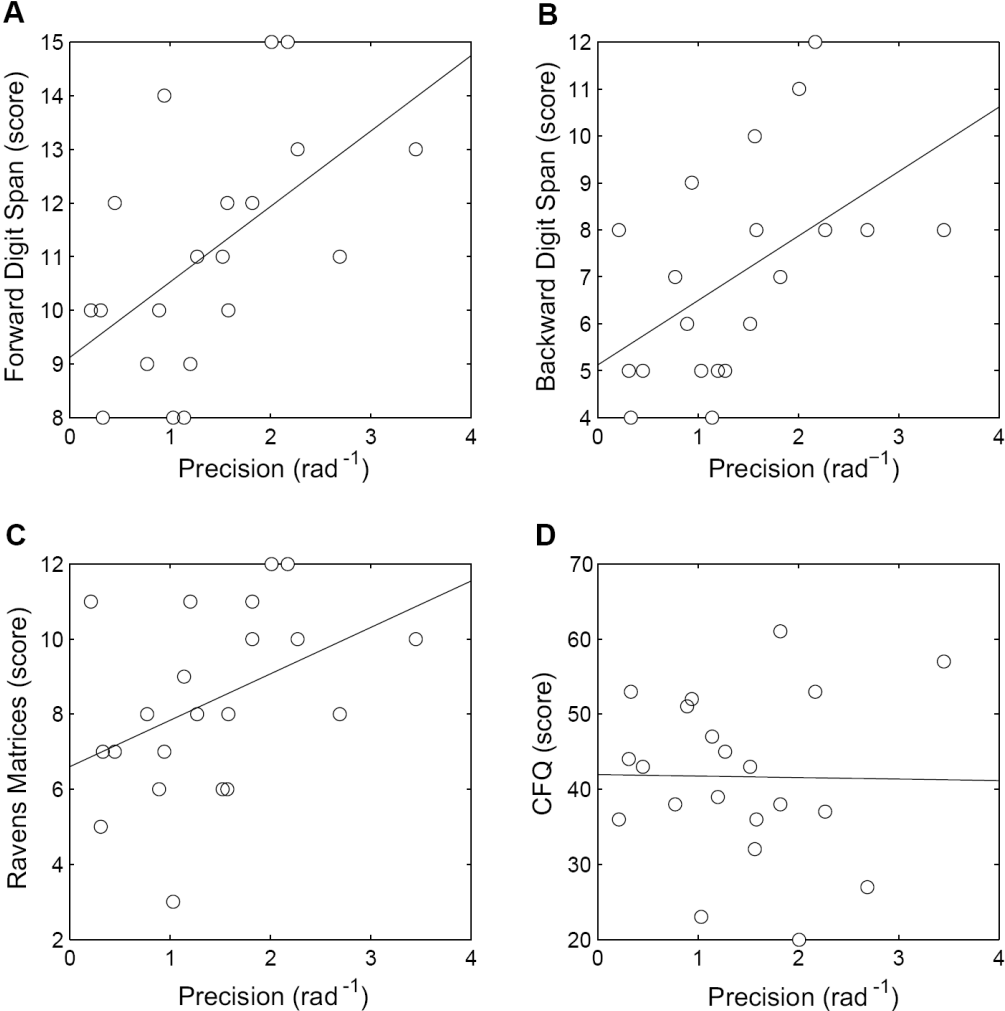 A
Forward Digit Span (score)
15
14
13
12
11
10
9
8
0 1 2 3 4
Precision (rad⁻¹)
B
Backward Digit Span (score)
12
11
10
9
8
7
6
5
4
0 1 2 3 4
Precision (rad⁻¹)
C
Ravens Matrices (score)
12
10
8
6
4
2
0 1 2 3 4
Precision (rad⁻¹)
D
CFQ (score)
70
60
50
40
30
20
0 1 2 3 4
Precision (rad⁻¹)